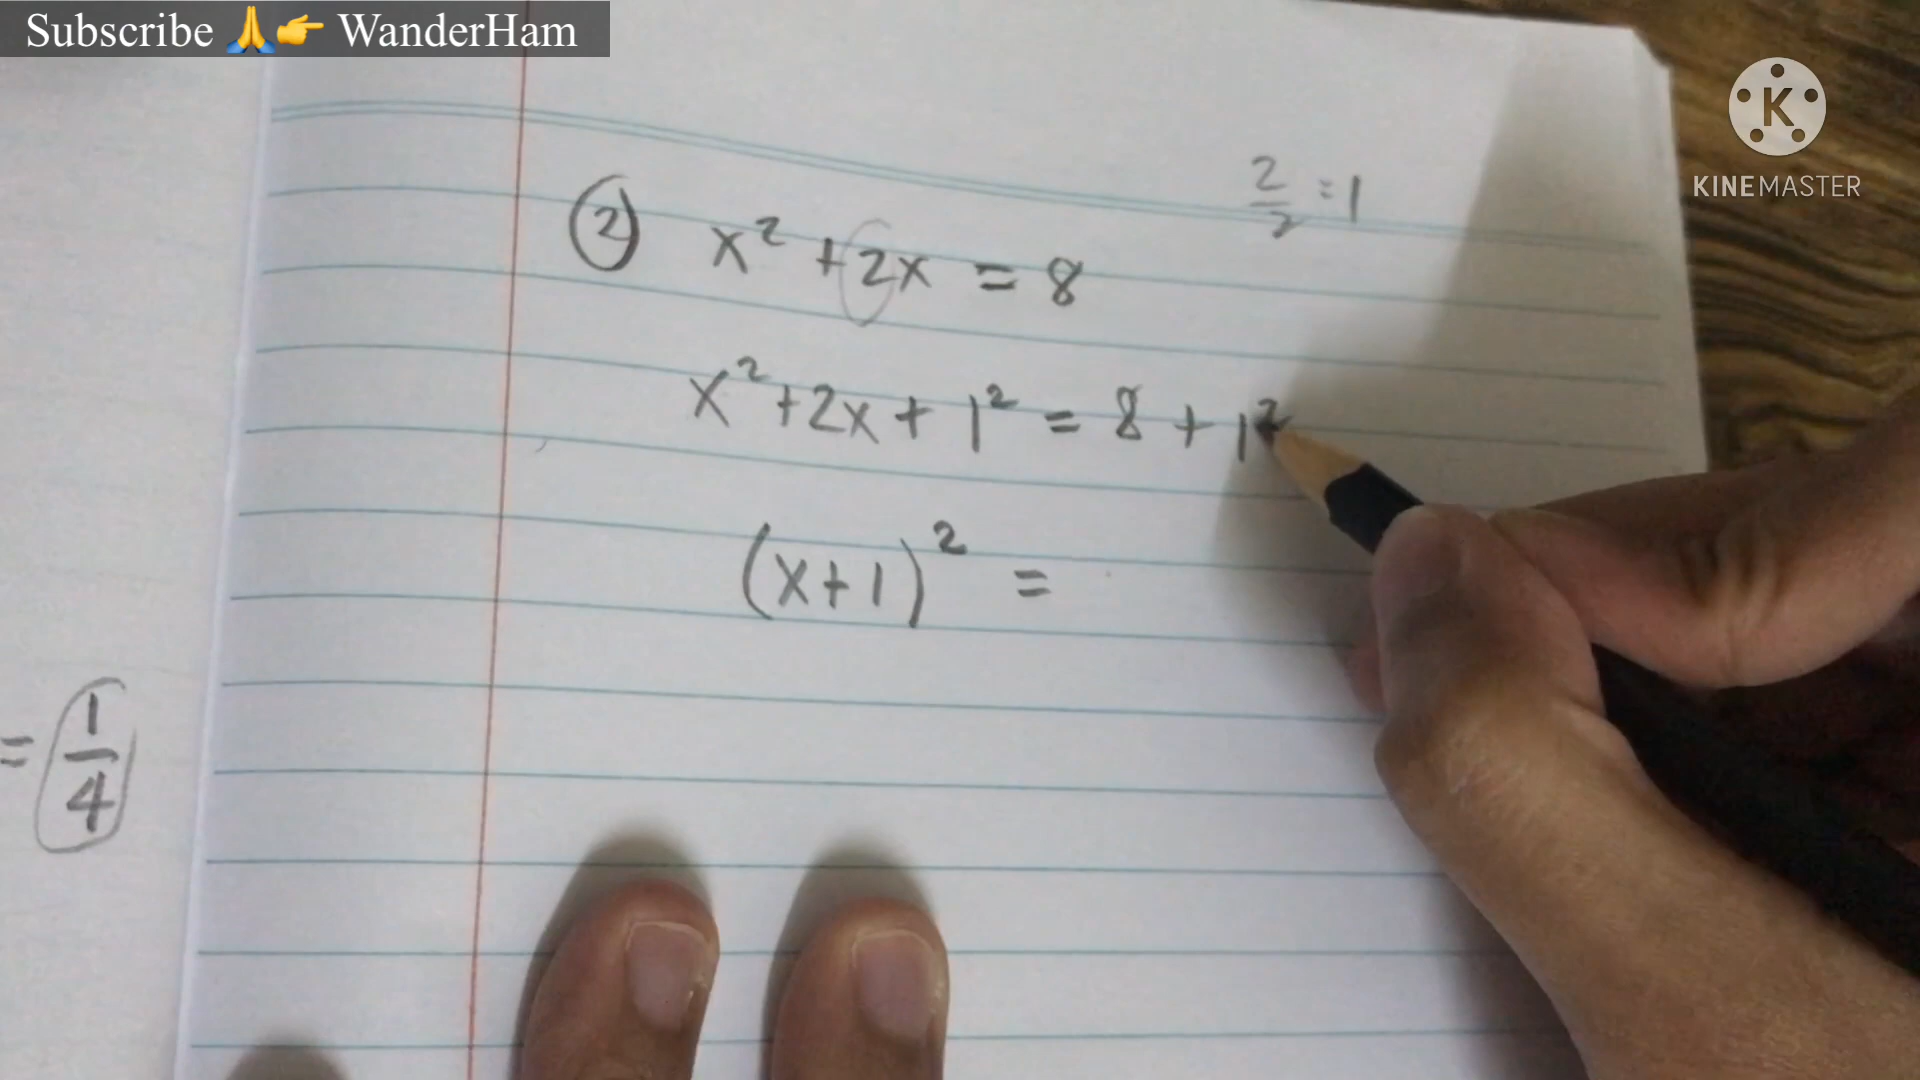 Subscribe 🙏👉 WanderHam
KINEMASTER
2/2 = 1
② x² + 2x = 8
x² + 2x + 1² = 8 + 1²
(x+1)² =
= 1/4